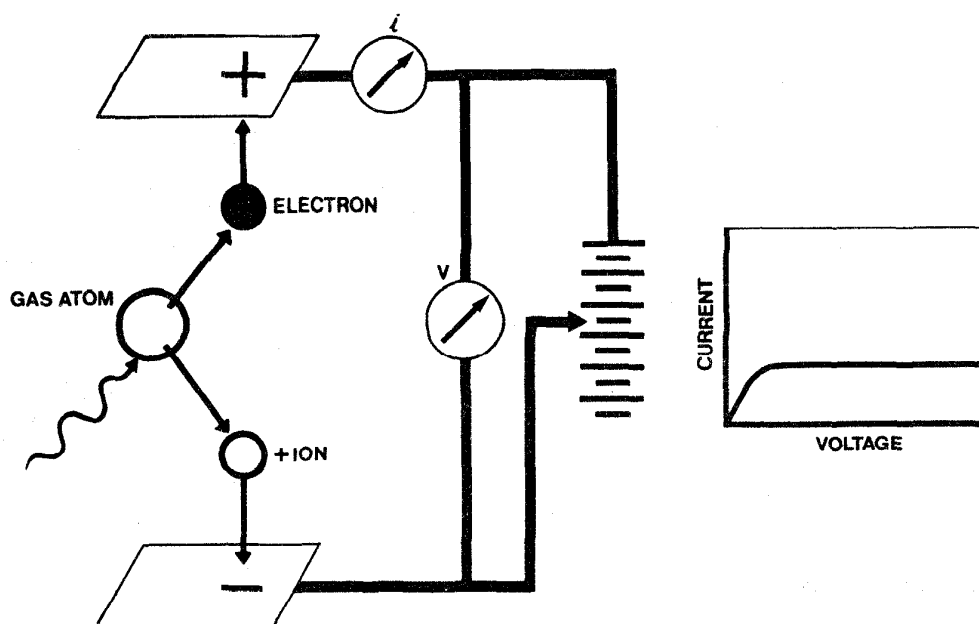 i
+
ELECTRON
V
GAS ATOM
+ION
−
CURRENT
VOLTAGE